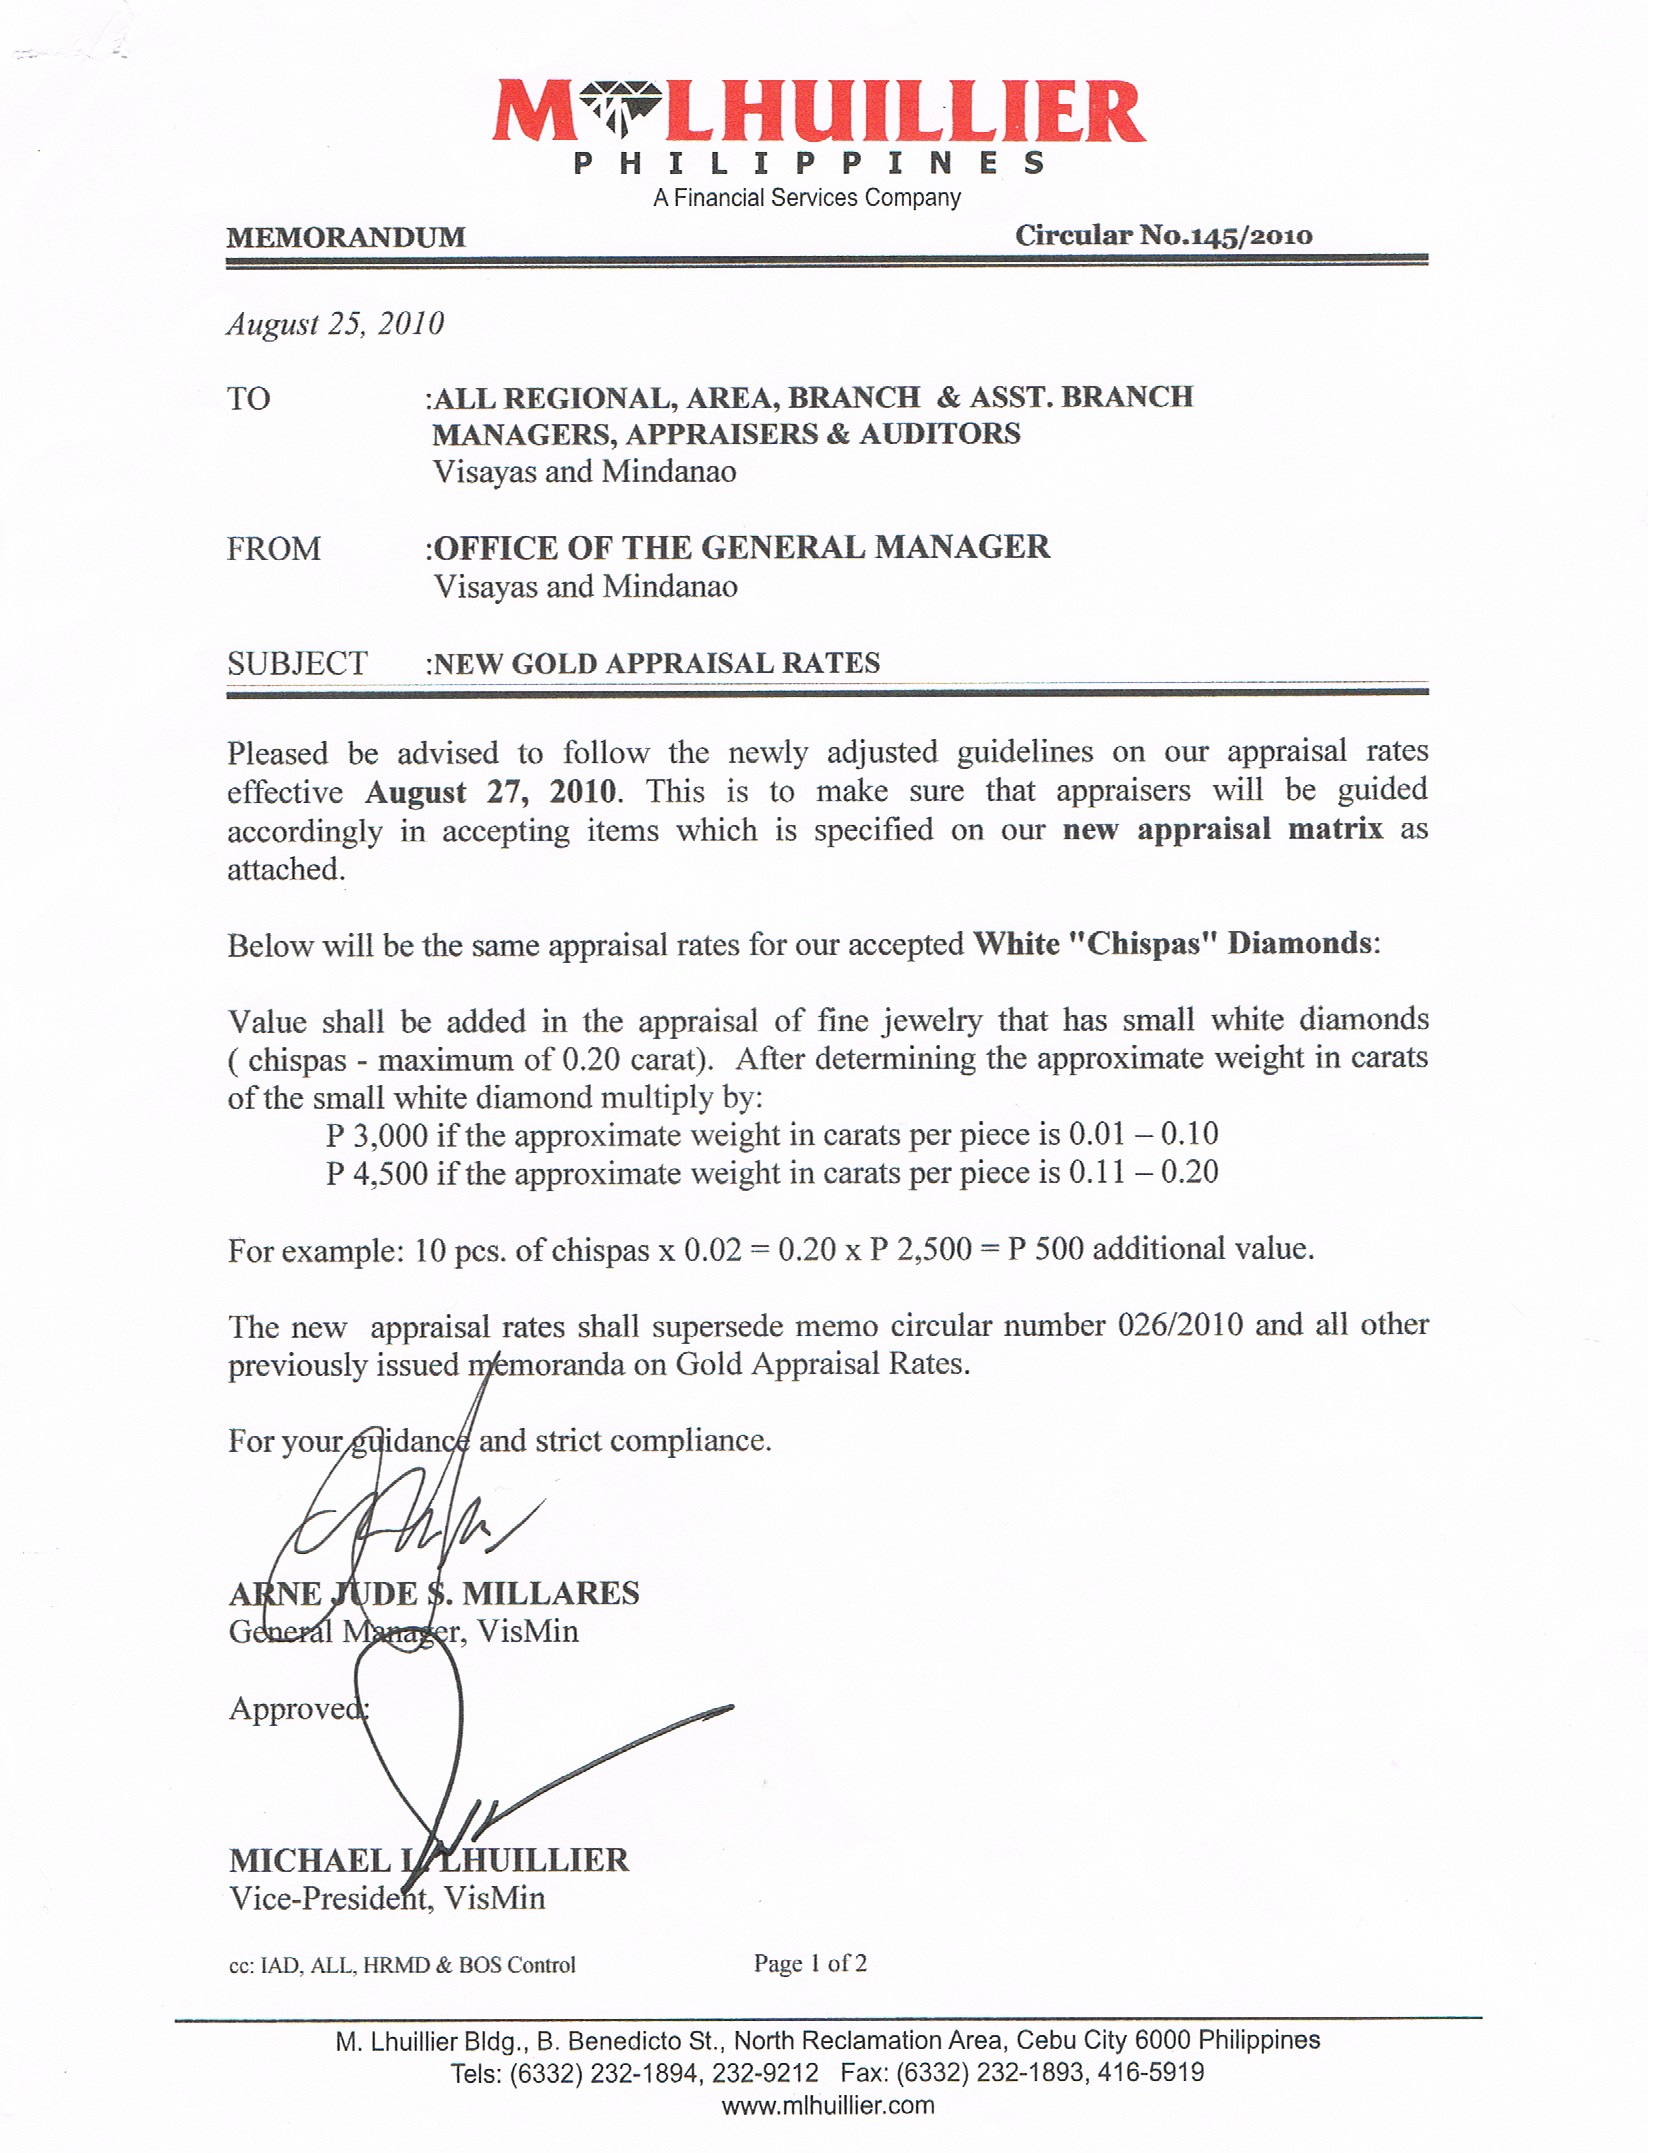 M LHUILLIER
PHILIPPINES
A Financial Services Company
MEMORANDUM Circular No.145/2010
August 25, 2010
TO :ALL REGIONAL, AREA, BRANCH & ASST. BRANCH
MANAGERS, APPRAISERS & AUDITORS
Visayas and Mindanao
FROM :OFFICE OF THE GENERAL MANAGER
Visayas and Mindanao
SUBJECT :NEW GOLD APPRAISAL RATES
Pleased be advised to follow the newly adjusted guidelines on our appraisal rates
effective August 27, 2010. This is to make sure that appraisers will be guided
accordingly in accepting items which is specified on our new appraisal matrix as
attached.
Below will be the same appraisal rates for our accepted White "Chispas" Diamonds:
Value shall be added in the appraisal of fine jewelry that has small white diamonds
( chispas - maximum of 0.20 carat). After determining the approximate weight in carats
of the small white diamond multiply by:
P 3,000 if the approximate weight in carats per piece is 0.01 – 0.10
P 4,500 if the approximate weight in carats per piece is 0.11 – 0.20
For example: 10 pcs. of chispas x 0.02 = 0.20 x P 2,500 = P 500 additional value.
The new appraisal rates shall supersede memo circular number 026/2010 and all other
previously issued memoranda on Gold Appraisal Rates.
For your guidance and strict compliance.
ARNE JUDE S. MILLARES
General Manager, VisMin
Approved:
MICHAEL L. LHUILLIER
Vice-President, VisMin
cc: IAD, ALL, HRMD & BOS Control Page 1 of 2
M. Lhuillier Bldg., B. Benedicto St., North Reclamation Area, Cebu City 6000 Philippines
Tels: (6332) 232-1894, 232-9212 Fax: (6332) 232-1893, 416-5919
www.mlhuillier.com